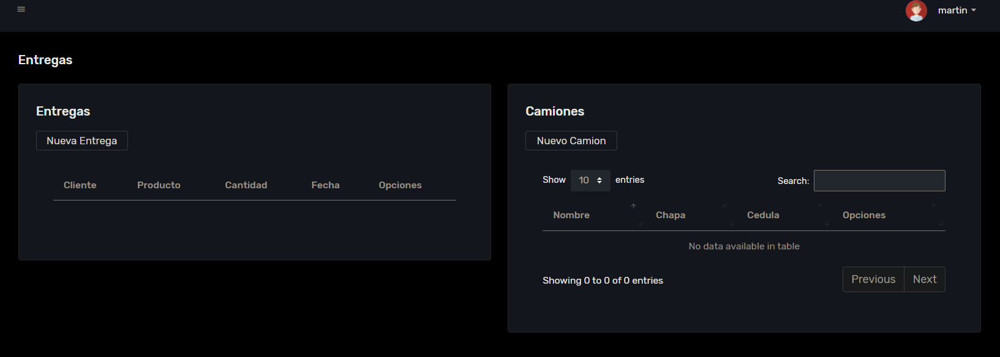 martin
Entregas
Entregas
Nueva Entrega
Cliente Producto Cantidad Fecha Opciones
Camiones
Nuevo Camion
Show 10 entries Search:
Nombre Chapa Cedula Opciones
No data available in table
Showing 0 to 0 of 0 entries Previous Next